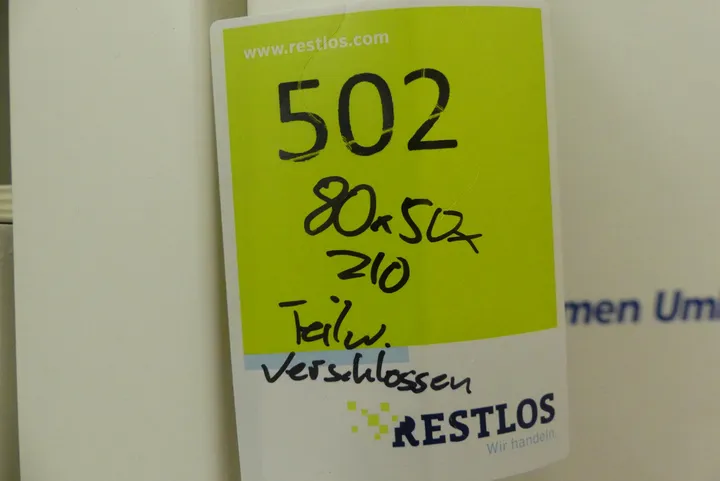 www.restlos.com
502
80x50x
210
Teilw.
verschlossen
RESTLOS
Wir handeln.
men Um